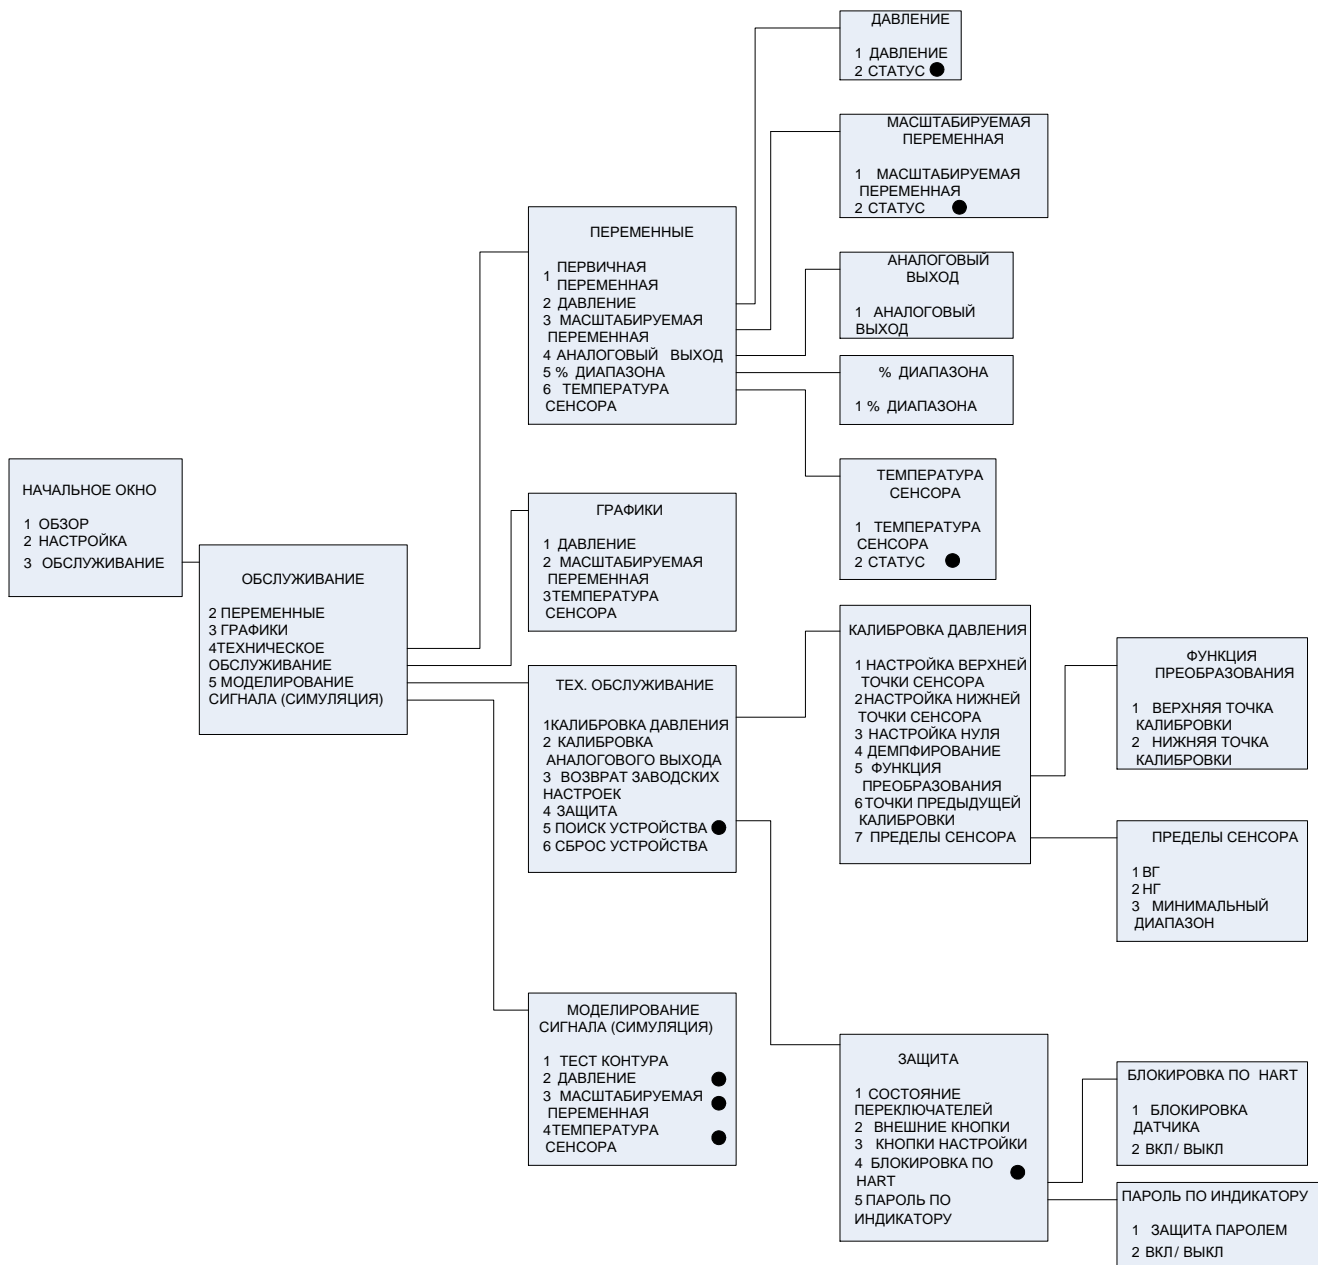 НАЧАЛЬНОЕ ОКНО
1 ОБЗОР
2 НАСТРОЙКА
3 ОБСЛУЖИВАНИЕ
ОБСЛУЖИВАНИЕ
2 ПЕРЕМЕННЫЕ
3 ГРАФИКИ
4ТЕХНИЧЕСКОЕ
ОБСЛУЖИВАНИЕ
5 МОДЕЛИРОВАНИЕ
СИГНАЛА (СИМУЛЯЦИЯ)
ПЕРЕМЕННЫЕ
1 ПЕРВИЧНАЯ
ПЕРЕМЕННАЯ
2 ДАВЛЕНИЕ
3 МАСШТАБИРУЕМАЯ
ПЕРЕМЕННАЯ
4 АНАЛОГОВЫЙ ВЫХОД
5 % ДИАПАЗОНА
6 ТЕМПЕРАТУРА
СЕНСОРА
ГРАФИКИ
1 ДАВЛЕНИЕ
2 МАСШТАБИРУЕМАЯ
ПЕРЕМЕННАЯ
3ТЕМПЕРАТУРА
СЕНСОРА
ТЕХ. ОБСЛУЖИВАНИЕ
1КАЛИБРОВКА ДАВЛЕНИЯ
2 КАЛИБРОВКА
АНАЛОГОВОГО ВЫХОДА
3 ВОЗВРАТ ЗАВОДСКИХ
НАСТРОЕК
4 ЗАЩИТА
5 ПОИСК УСТРОЙСТВА
6 СБРОС УСТРОЙСТВА
МОДЕЛИРОВАНИЕ
СИГНАЛА (СИМУЛЯЦИЯ)
1 ТЕСТ КОНТУРА
2 ДАВЛЕНИЕ
3 МАСШТАБИРУЕМАЯ
ПЕРЕМЕННАЯ
4ТЕМПЕРАТУРА
СЕНСОРА
ДАВЛЕНИЕ
1 ДАВЛЕНИЕ
2 СТАТУС
МАСШТАБИРУЕМАЯ
ПЕРЕМЕННАЯ
1 МАСШТАБИРУЕМАЯ
ПЕРЕМЕННАЯ
2 СТАТУС
АНАЛОГОВЫЙ
ВЫХОД
1 АНАЛОГОВЫЙ
ВЫХОД
% ДИАПАЗОНА
1 % ДИАПАЗОНА
ТЕМПЕРАТУРА
СЕНСОРА
1 ТЕМПЕРАТУРА
СЕНСОРА
2 СТАТУС
КАЛИБРОВКА ДАВЛЕНИЯ
1 НАСТРОЙКА ВЕРХНЕЙ
ТОЧКИ СЕНСОРА
2НАСТРОЙКА НИЖНЕЙ
ТОЧКИ СЕНСОРА
3 НАСТРОЙКА НУЛЯ
4 ДЕМПФИРОВАНИЕ
5 ФУНКЦИЯ
ПРЕОБРАЗОВАНИЯ
6 ТОЧКИ ПРЕДЫДУЩЕЙ
КАЛИБРОВКИ
7 ПРЕДЕЛЫ СЕНСОРА
ЗАЩИТА
1 СОСТОЯНИЕ
ПЕРЕКЛЮЧАТЕЛЕЙ
2 ВНЕШНИЕ КНОПКИ
3 КНОПКИ НАСТРОЙКИ
4 БЛОКИРОВКА ПО
HART
5 ПАРОЛЬ ПО
ИНДИКАТОРУ
ФУНКЦИЯ
ПРЕОБРАЗОВАНИЯ
1 ВЕРХНЯЯ ТОЧКА
КАЛИБРОВКИ
2 НИЖНЯЯ ТОЧКА
КАЛИБРОВКИ
ПРЕДЕЛЫ СЕНСОРА
1 ВГ
2 НГ
3 МИНИМАЛЬНЫЙ
ДИАПАЗОН
БЛОКИРОВКА ПО HART
1 БЛОКИРОВКА
ДАТЧИКА
2 ВКЛ/ ВЫКЛ
ПАРОЛЬ ПО ИНДИКАТОРУ
1 ЗАЩИТА ПАРОЛЕМ
2 ВКЛ/ ВЫКЛ